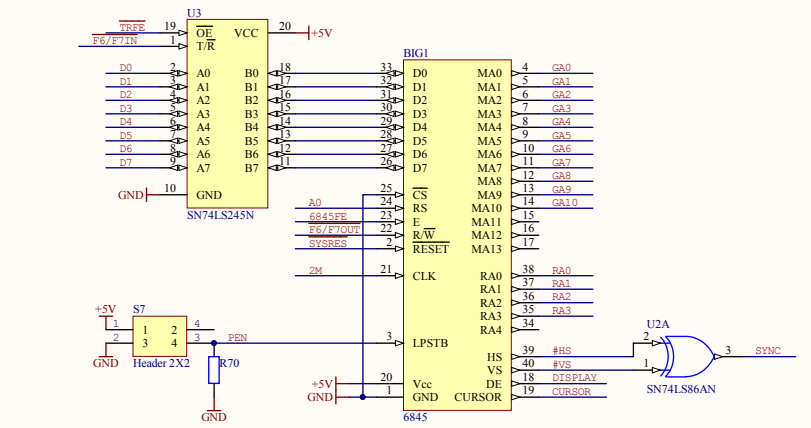 U3
TRFE 19 OE VCC 20 +5V
F6/F7IN 1 T/R
BIG1
D0 2 A0 B0 18 33 D0 MA0 4 GA0
D1 3 A1 B1 17 32 D1 MA1 5 GA1
D2 4 A2 B2 16 31 D2 MA2 6 GA2
D3 5 A3 B3 15 30 D3 MA3 7 GA3
D4 6 A4 B4 14 29 D4 MA4 8 GA4
D5 7 A5 B5 13 28 D5 MA5 9 GA5
D6 8 A6 B6 12 27 D6 MA6 10 GA6
D7 9 A7 B7 11 26 D7 MA7 11 GA7
MA8 12 GA8
GND 10 GND 25 CS MA9 13 GA9
A0 24 RS MA10 14 GA10
SN74LS245N
6845FE 23 E MA11 15
F6/F7OUT 22 R/W MA12 16
SYSRES 2 RESET MA13 17
2M 21 CLK RA0 38 RA0
RA1 37 RA1
RA2 36 RA2
RA3 35 RA3
RA4 34
+5V S7
1 1 2 4
2 3 4 3 PEN 3 LPSTB
GND Header 2X2 R70
U2A
HS 39 #HS 2
VS 40 #VS 1 3 SYNC
+5V 20 Vcc DE 18 DISPLAY
SN74LS86AN
GND 1 GND CURSOR 19 CURSOR
GND
6845